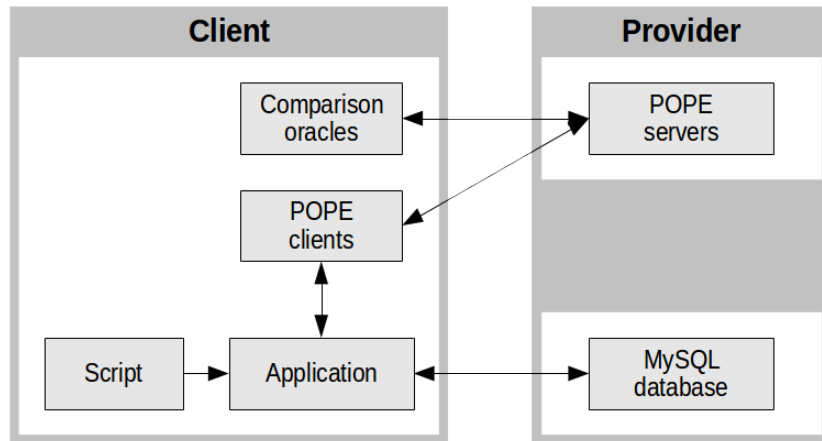 Client
Provider
Comparison
oracles
POPE
servers
POPE
clients
Script
Application
MySQL
database